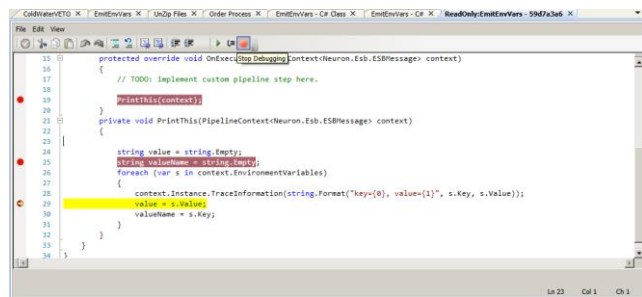 ColdWaterVETO X EmitEnvVars X UnZip Files X Order Process X EmitEnvVars - C# Class X EmitEnvVars - C# X ReadOnly:EmitEnvVars - 59d7a3a6 X
File Edit View
15 protected override void OnExecu Stop Debugging Context<Neuron.Esb.ESBMessage> context)
16 {
17 // TODO: implement custom pipeline step here.
18
19 PrintThis(context);
20 }
21 private void PrintThis(PipelineContext<Neuron.Esb.ESBMessage> context)
22 {
23
24 string value = string.Empty;
25 string valueName = string.Empty;
26 foreach (var s in context.EnvironmentVariables)
27 {
28 context.Instance.TraceInformation(string.Format("key={0}, value={1}", s.Key, s.Value));
29 value = s.Value;
30 valueName = s.Key;
31 }
32 }
33 }
34 }
Ln 23 Col 1 Ch 1